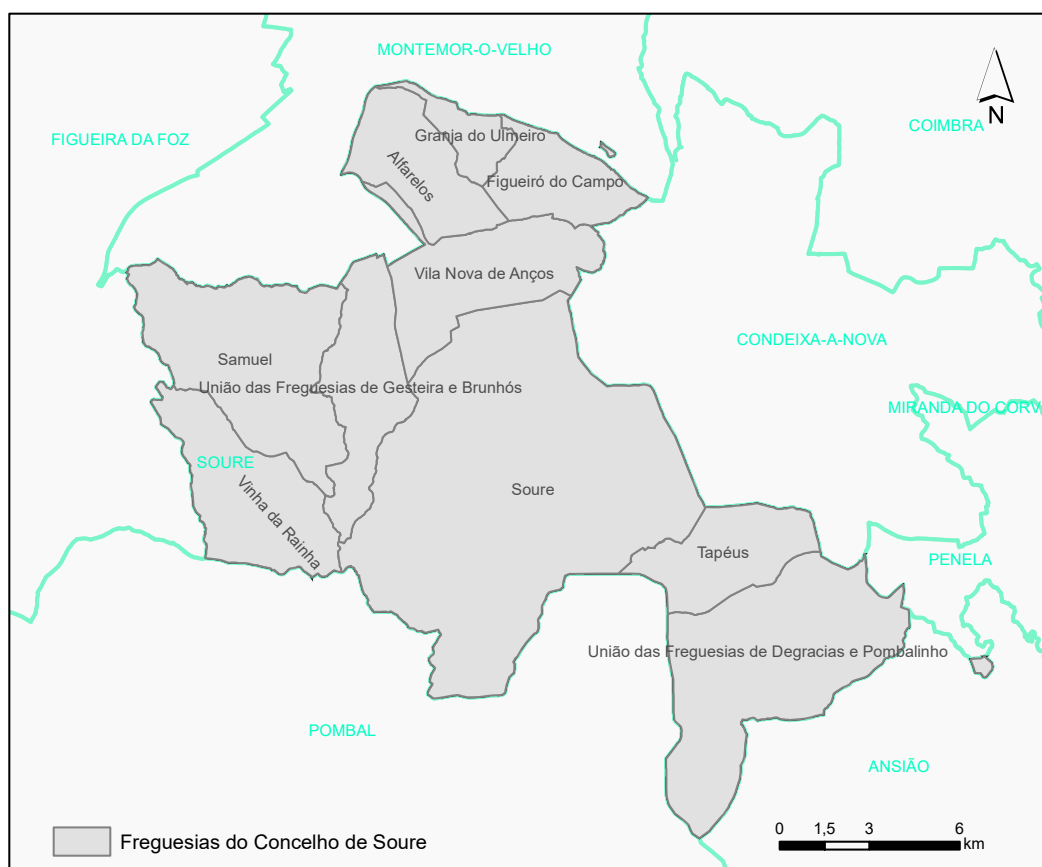 MONTEMOR-O-VELHO
N
COIMBRA
FIGUEIRA DA FOZ
Granja do Ulmeiro
Alfarelos
Figueiró do Campo
Vila Nova de Anços
CONDEIXA-A-NOVA
Samuel
União das Freguesias de Gesteira e Brunhós
MIRANDA DO CORV
SOURE
Vinha da Rainha
Soure
Tapéus
PENELA
União das Freguesias de Degracias e Pombalinho
POMBAL
ANSIÃO
Freguesias do Concelho de Soure
0 1,5 3 6
km